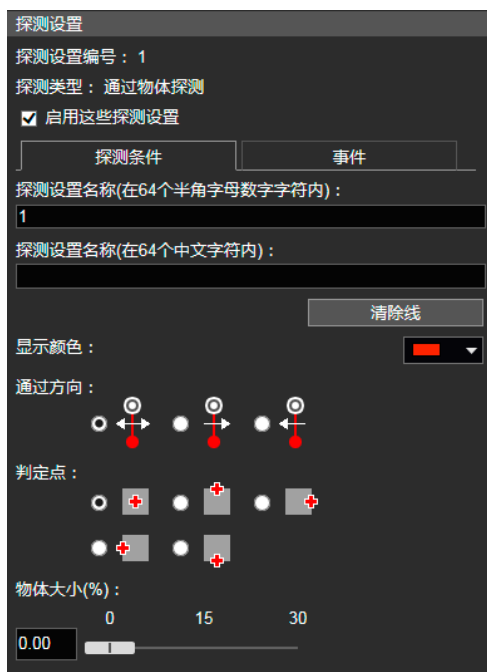 探测设置
探测设置编号：1
探测类型：通过物体探测
启用这些探测设置
探测条件 事件
探测设置名称(在64个半角字母数字字符内)：
1
探测设置名称(在64个中文字符内)：
清除线
显示颜色：
通过方向：
判定点：
物体大小(%)：
0 15 30
0.00